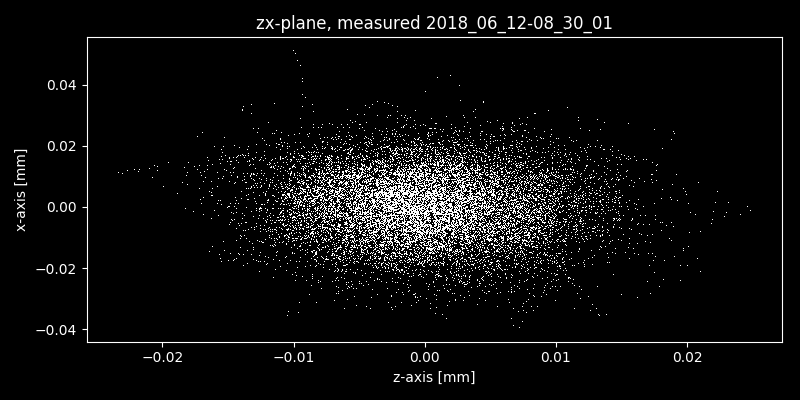 zx-plane, measured 2018_06_12-08_30_01
0.04
0.02
0.00
−0.02
−0.04
x-axis [mm]
−0.02 −0.01 0.00 0.01 0.02
z-axis [mm]